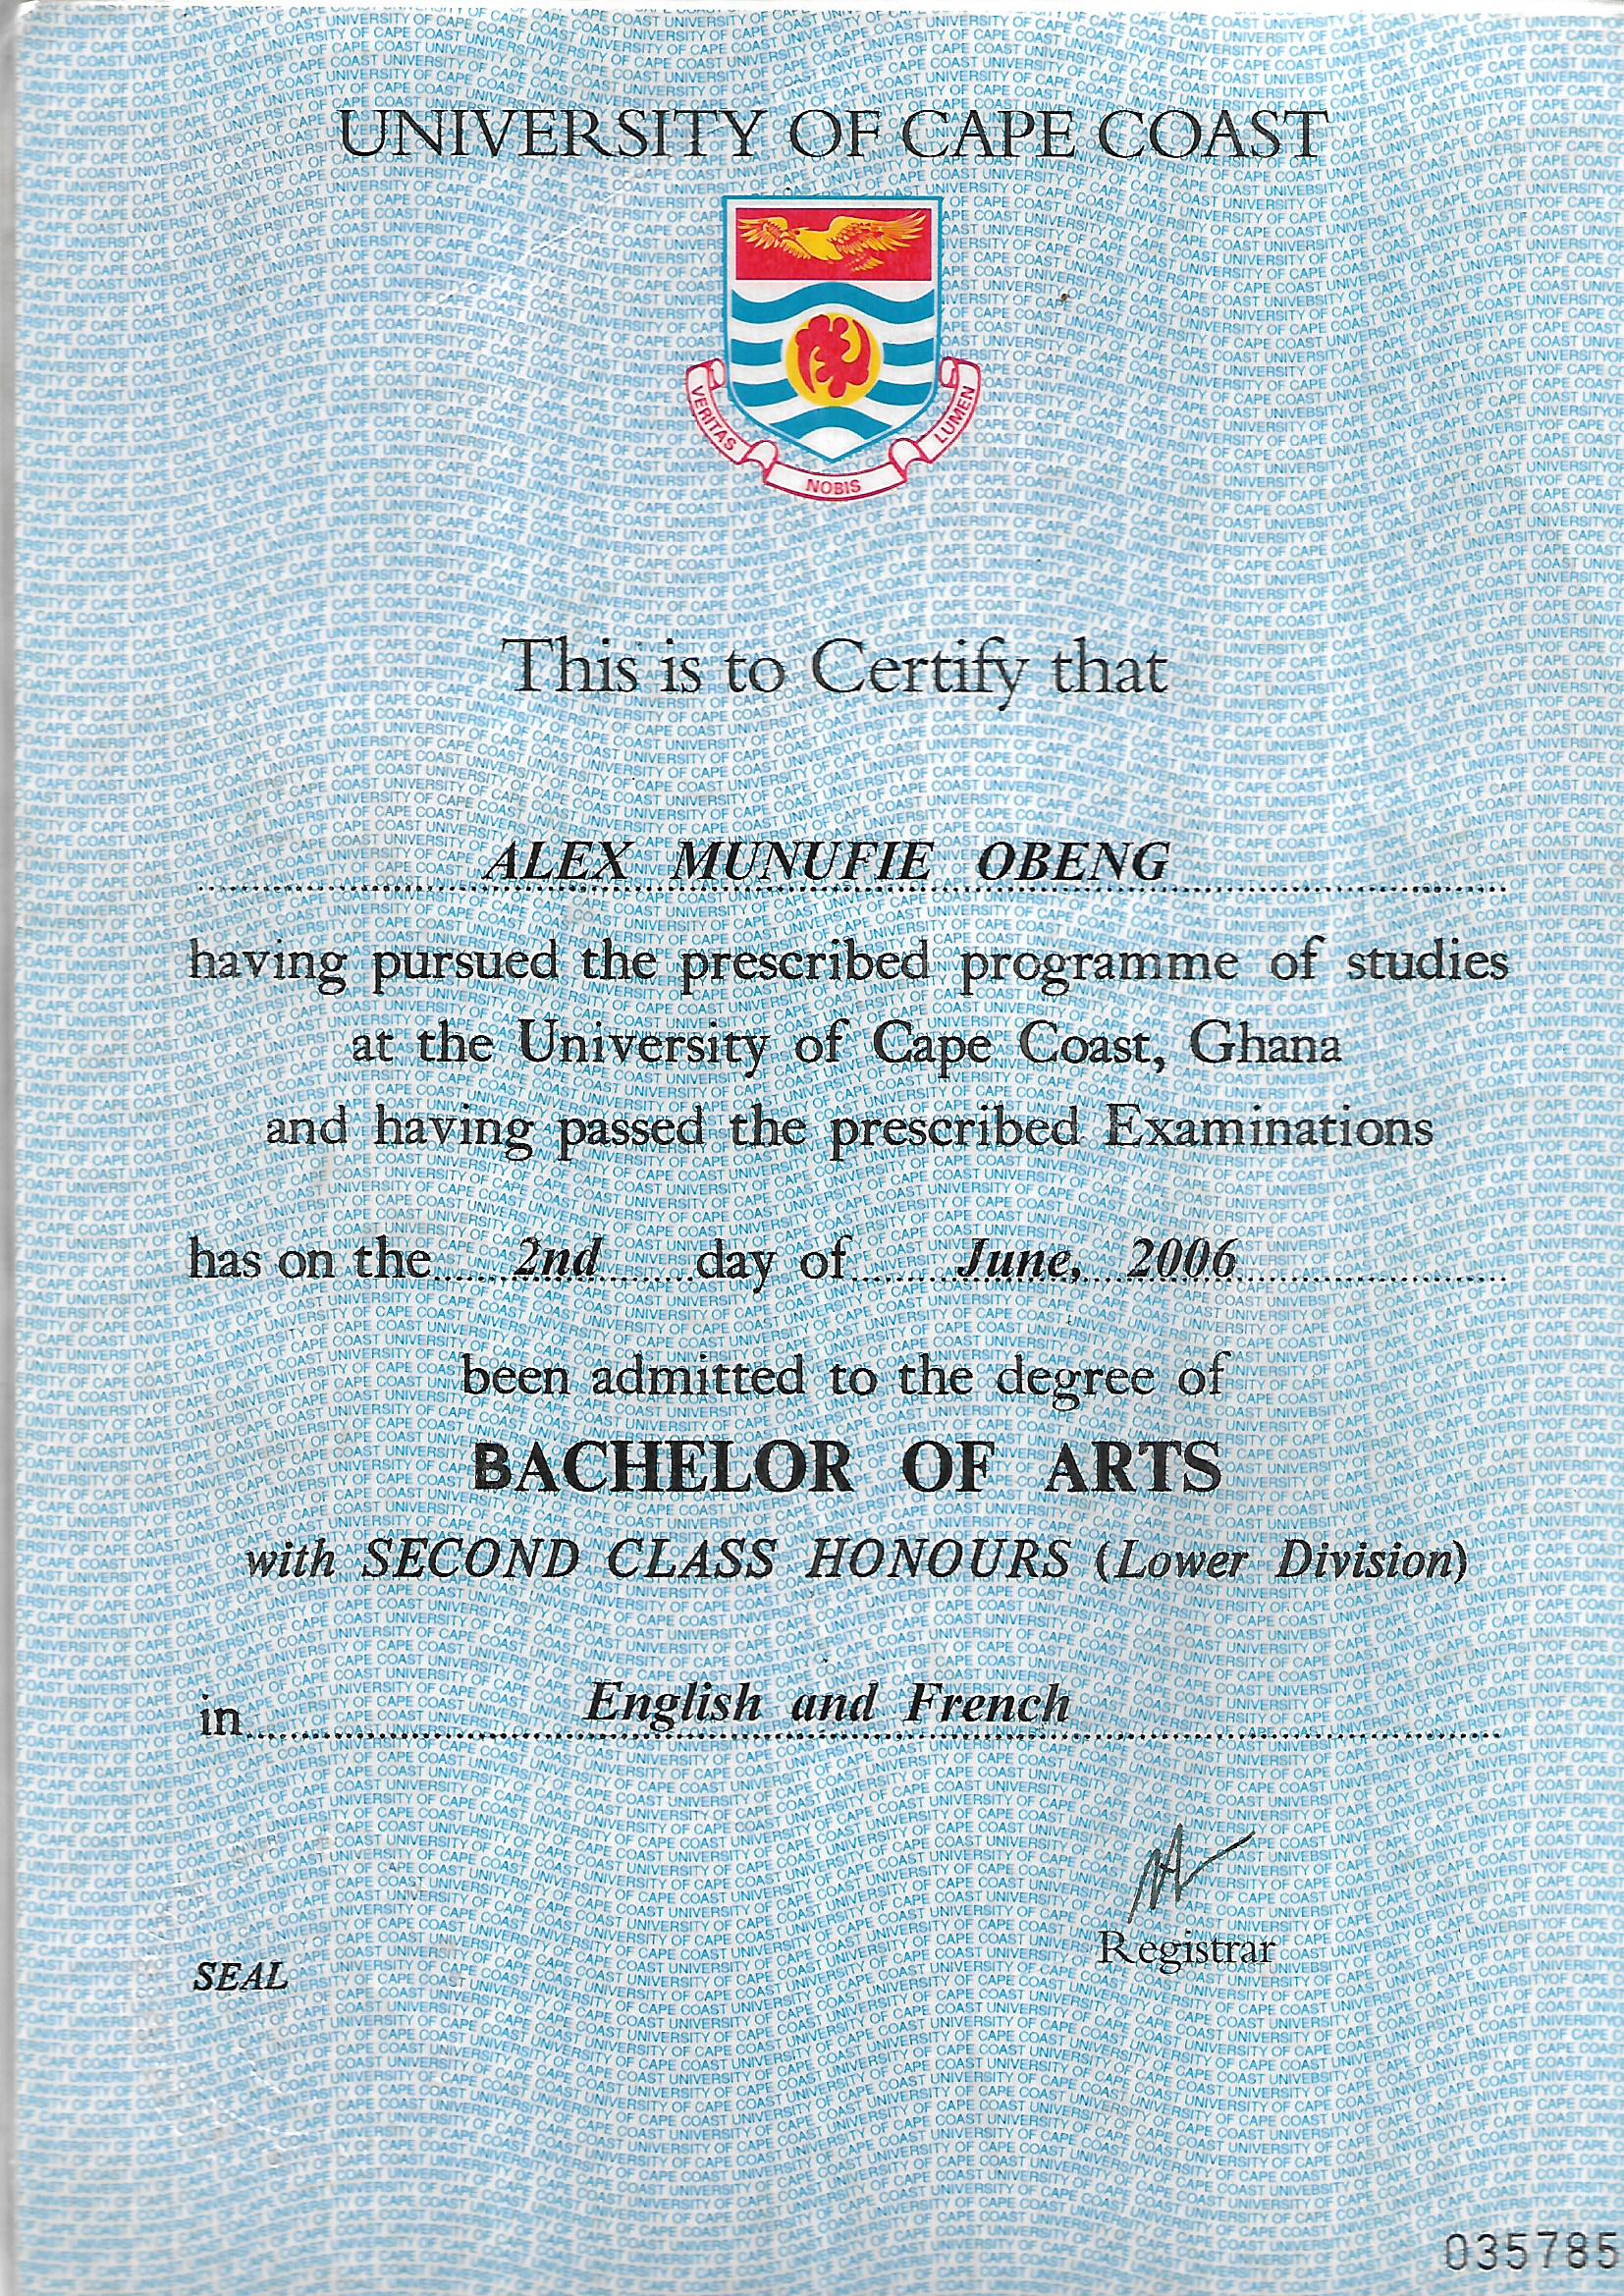 UNIVERSITY OF CAPE COAST
VERITAS
NOBIS
LUMEN
This is to Certify that
ALEX MUNUFIE OBENG
having pursued the prescribed programme of studies
at the University of Cape Coast, Ghana
and having passed the prescribed Examinations
has on the 2nd day of June, 2006
been admitted to the degree of
BACHELOR OF ARTS
with SECOND CLASS HONOURS (Lower Division)
in English and French
Registrar
SEAL
035785